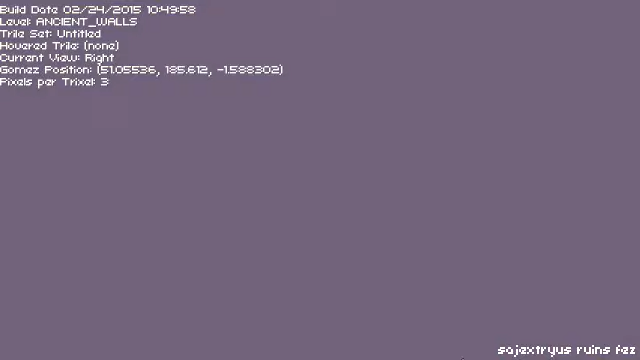 Build Date 02/24/2015 10:49:58
Level: ANCIENT_WALLS
Trile Set: Untitled
Hovered Trile: (none)
Current View: Right
Gomez Position: (51.05536, 185.612, -1.588302)
Pixels per Trixel: 3
sajextryus ruins fez